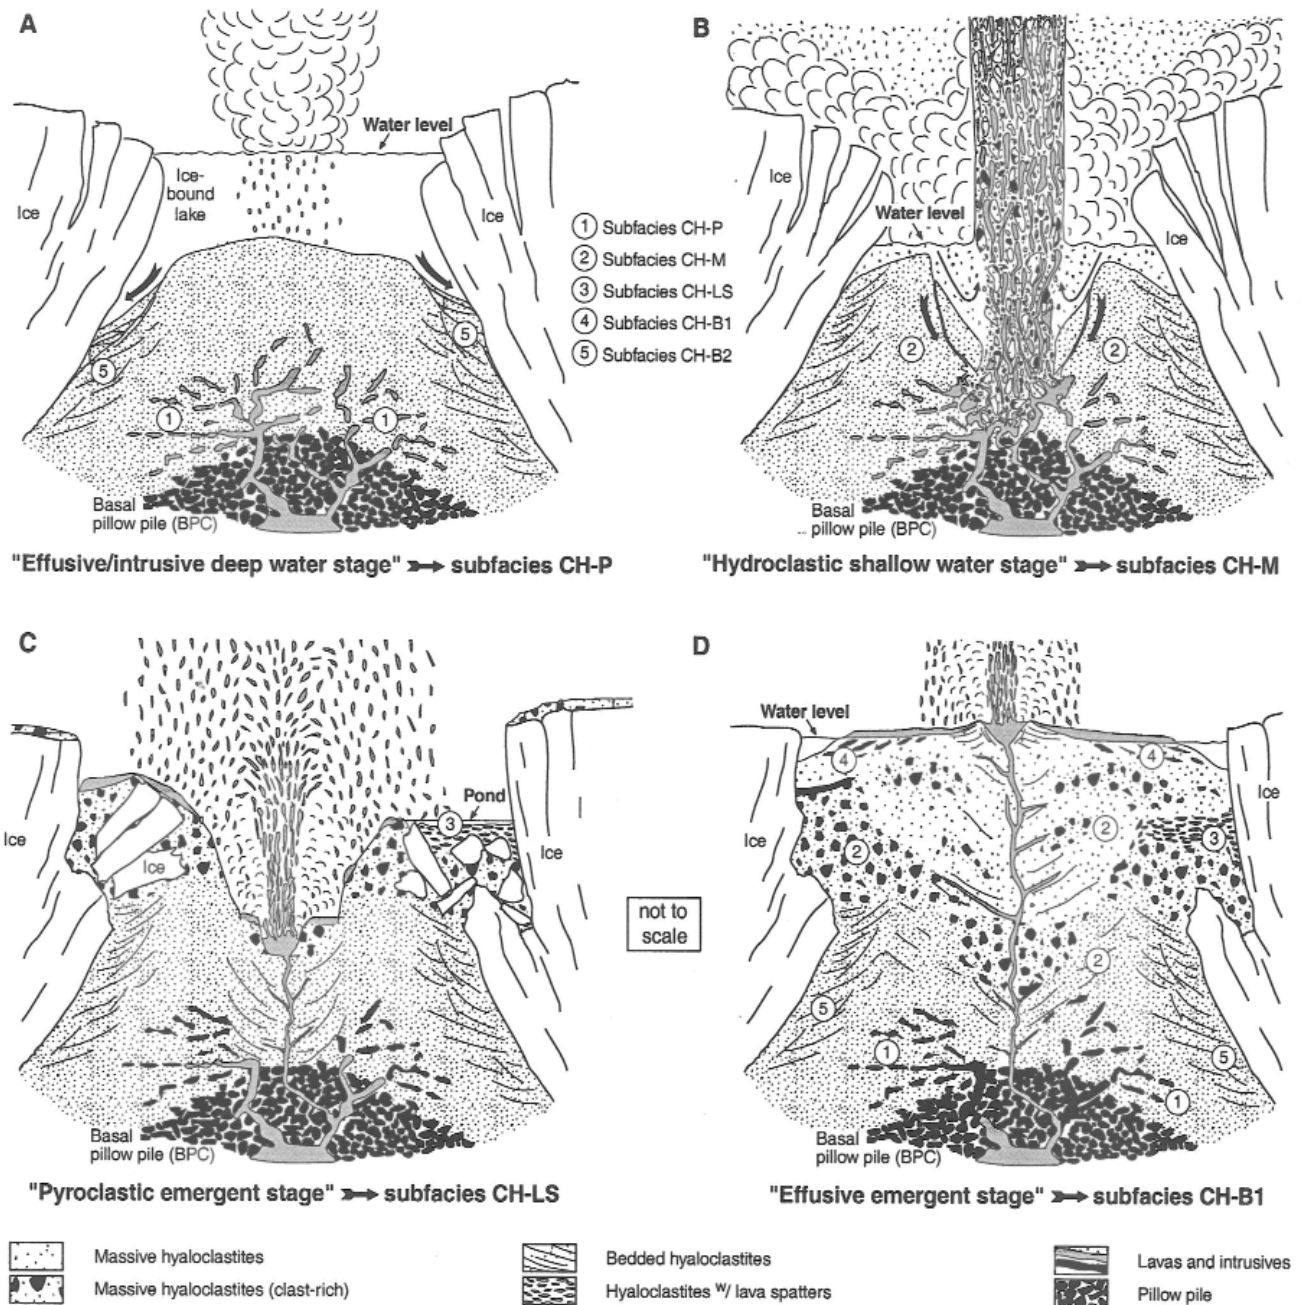 A
Water level
Ice-
bound
lake
Ice
Ice
1 Subfacies CH-P
2 Subfacies CH-M
3 Subfacies CH-LS
4 Subfacies CH-B1
5 Subfacies CH-B2
5
5
1
1
Basal
pillow pile (BPC)
"Effusive/intrusive deep water stage" subfacies CH-P
B
Ice
Water level
Ice
2
2
Basal
pillow pile (BPC)
"Hydroclastic shallow water stage" subfacies CH-M
C
Pond
3
Ice
Ice
Ice
Basal
pillow pile (BPC)
"Pyroclastic emergent stage" subfacies CH-LS
not to
scale
D
Water level
4
4
Ice
Ice
2
2
3
2
5
5
1
1
Basal
pillow pile (BPC)
"Effusive emergent stage" subfacies CH-B1
Massive hyaloclastites
Massive hyaloclastites (clast-rich)
Bedded hyaloclastites
Hyaloclastites w/ lava spatters
Lavas and intrusives
Pillow pile